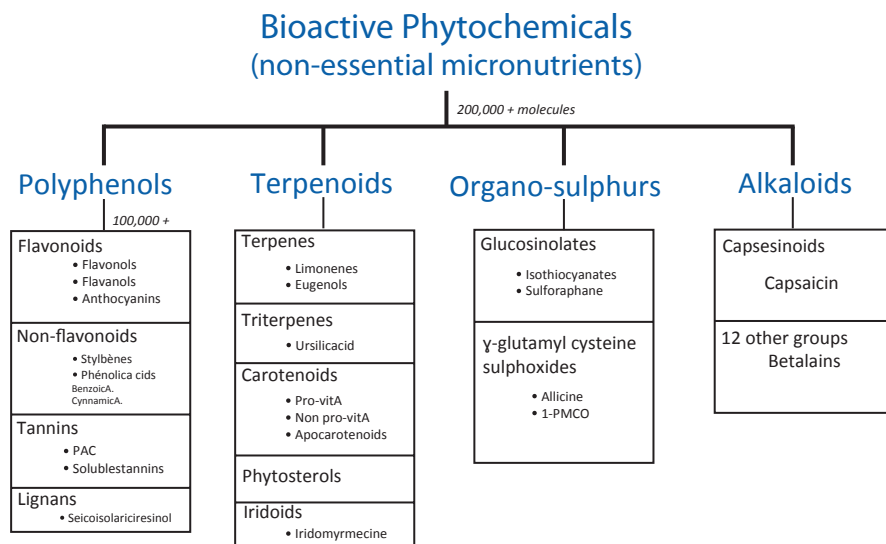 Bioactive Phytochemicals
(non-essential micronutrients)
200,000 + molecules
Polyphenols
100,000 +
Flavonoids
• Flavonols
• Flavanols
• Anthocyanins
Non-flavonoids
• Stylbènes
• Phénolica cids
BenzoicA.
CynnamicA.
Tannins
• PAC
• Solublestannins
Lignans
• Seicoisolariciresinol
Terpenoids
Terpenes
• Limonenes
• Eugenols
Triterpenes
• Ursilicacid
Carotenoids
• Pro-vitA
• Non pro-vitA
• Apocarotenoids
Phytosterols
Iridoids
• Iridomyrmecine
Organo-sulphurs
Glucosinolates
• Isothiocyanates
• Sulforaphane
ɣ-glutamyl cysteine
sulphoxides
• Allicine
• 1-PMCO
Alkaloids
Capsesinoids
Capsaicin
12 other groups
Betalains